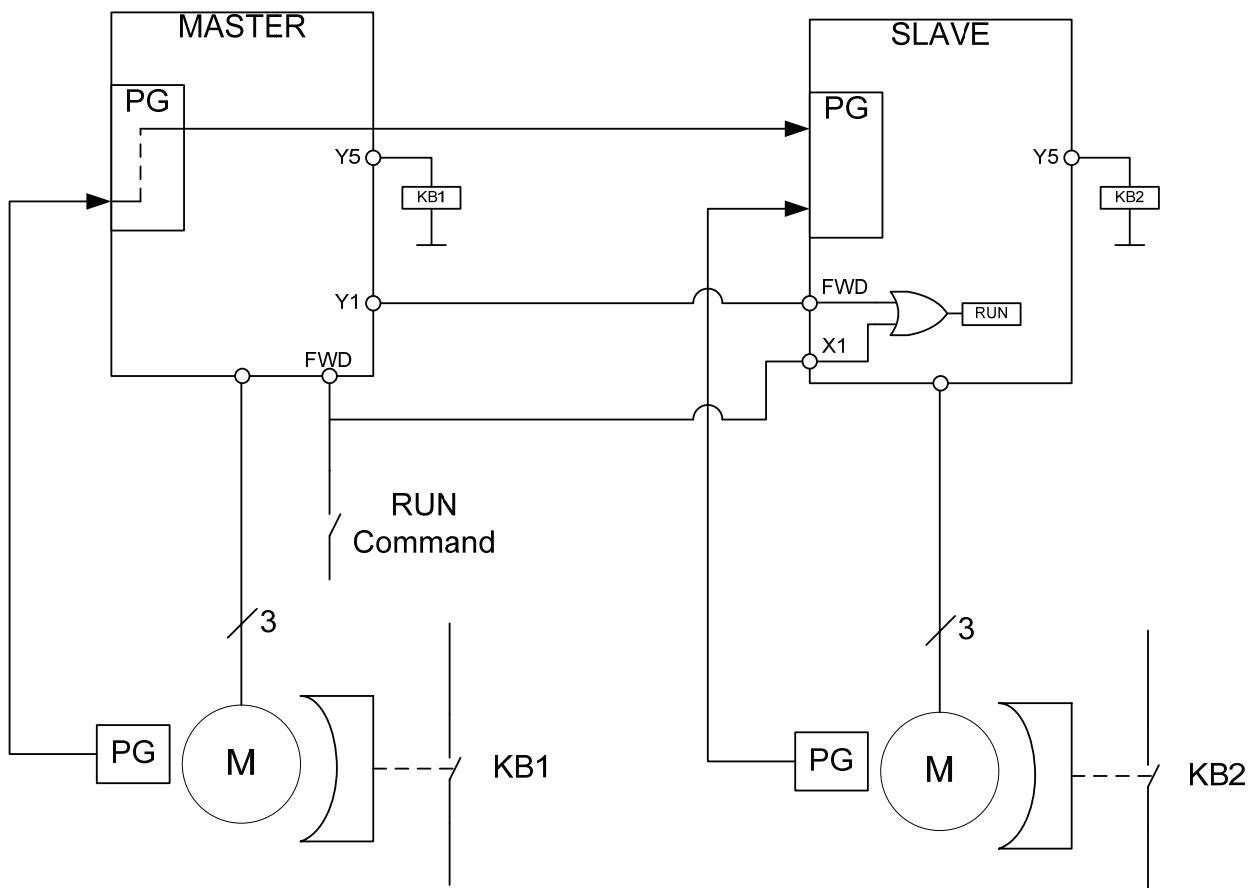 MASTER
SLAVE
PG
PG
Y5
KB1
Y5
KB2
Y1
FWD
RUN
X1
FWD
RUN
Command
3
3
PG
M
KB1
PG
M
KB2